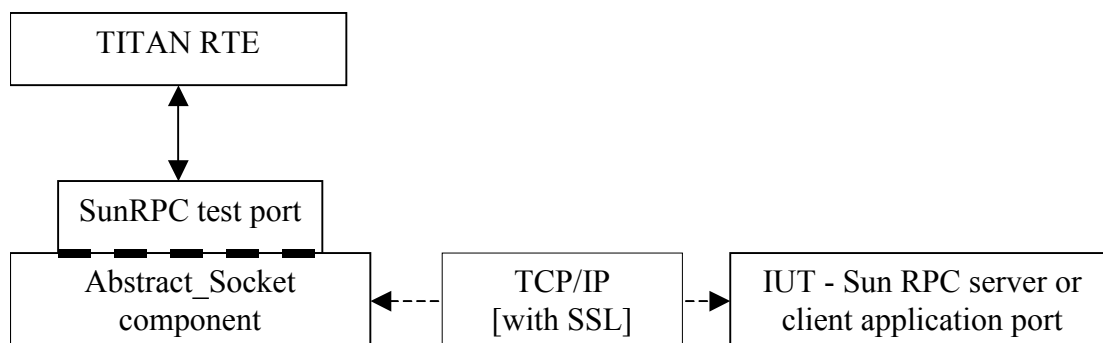 TITAN RTE
SunRPC test port
Abstract_Socket
component
TCP/IP
[with SSL]
IUT - Sun RPC server or
client application port